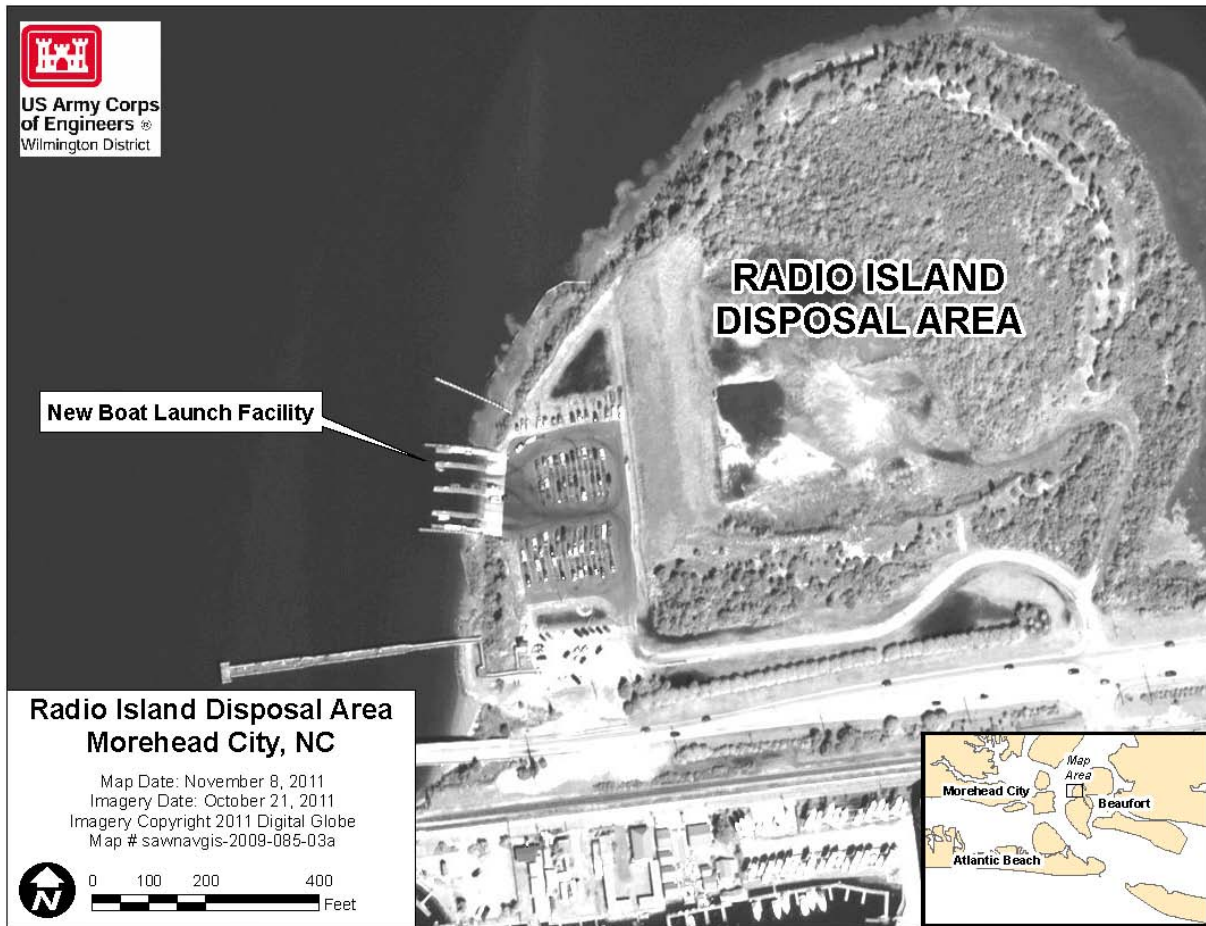 US Army Corps
of Engineers ®
Wilmington District
RADIO ISLAND
DISPOSAL AREA
New Boat Launch Facility
Radio Island Disposal Area
Morehead City, NC
Map Date: November 8, 2011
Imagery Date: October 21, 2011
Imagery Copyright 2011 Digital Globe
Map # sawnavgis-2009-085-03a
N
0 100 200 400
Feet
Map
Area
Morehead City
Beaufort
Atlantic Beach